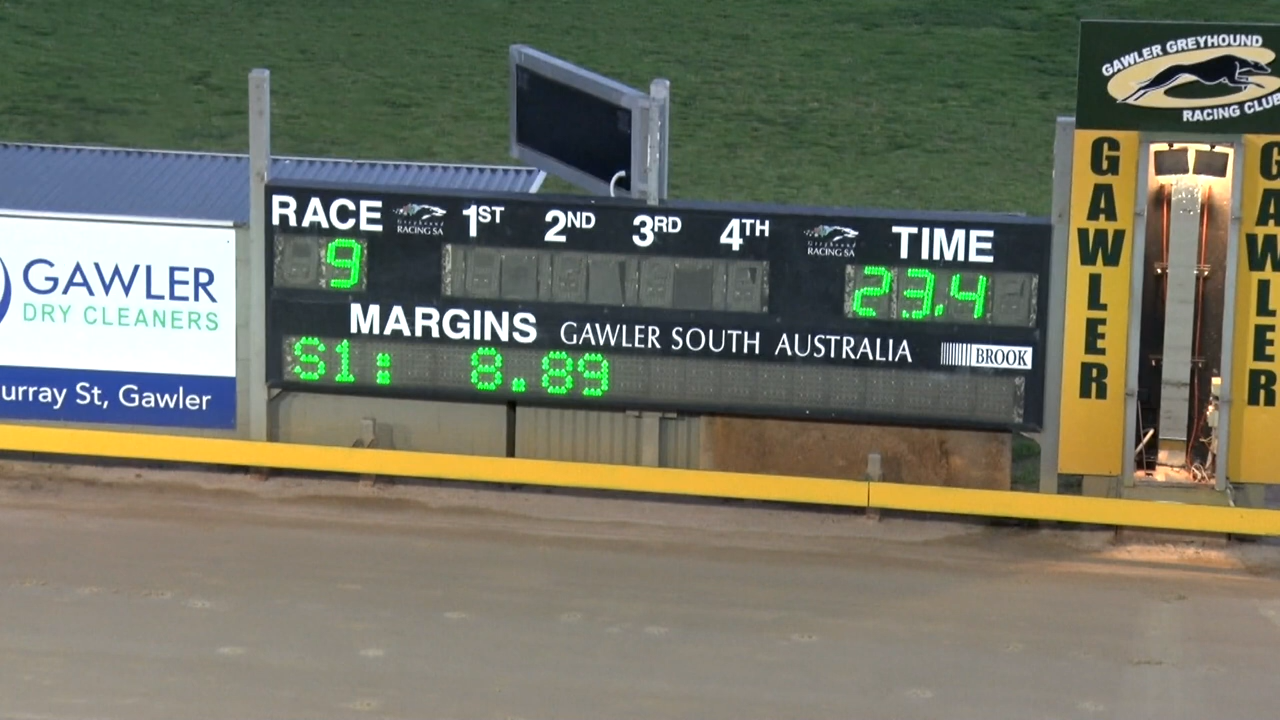 GAWLER GREYHOUND
RACING CLUB
GAWLER
GAWLER
RACE
Greyhound
RACING SA
1ST
2ND
3RD
4TH
Greyhound
RACING SA
TIME
9
23.4
MARGINS
GAWLER SOUTH AUSTRALIA
BROOK
S1: 8.89
GAWLER
DRY CLEANERS
urray St, Gawler